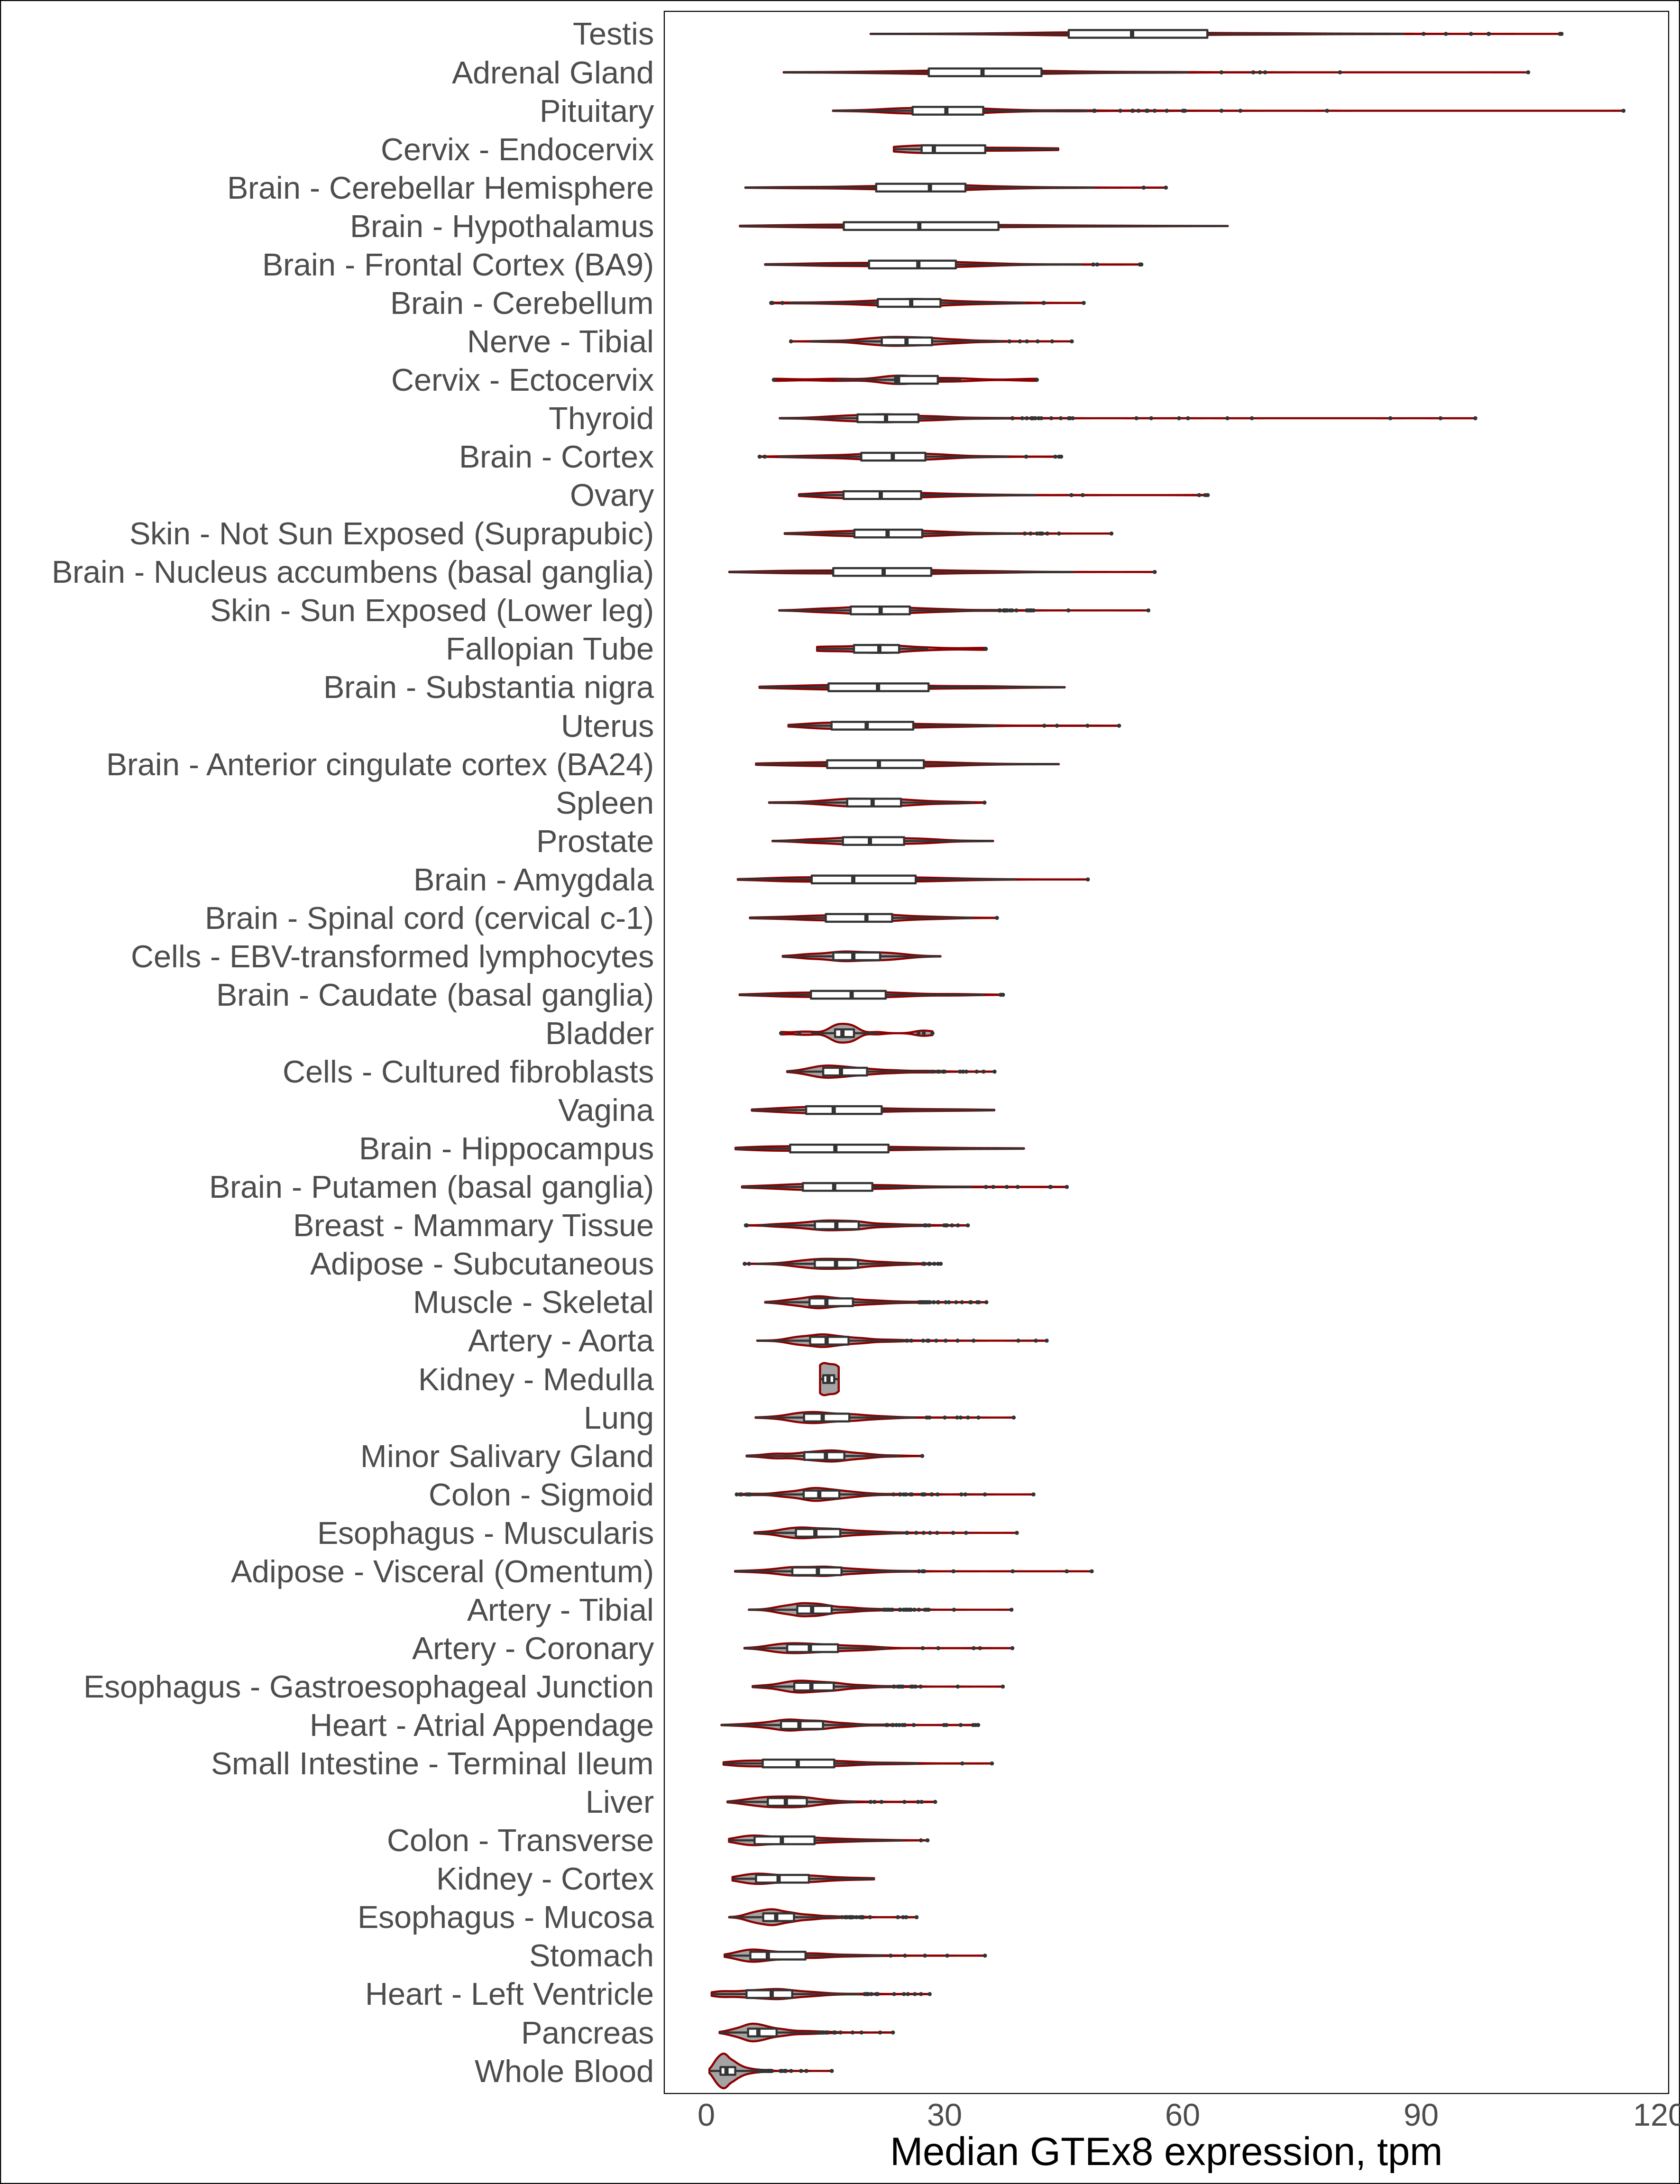 Testis
Adrenal Gland
Pituitary
Cervix - Endocervix
Brain - Cerebellar Hemisphere
Brain - Hypothalamus
Brain - Frontal Cortex (BA9)
Brain - Cerebellum
Nerve - Tibial
Cervix - Ectocervix
Thyroid
Brain - Cortex
Ovary
Skin - Not Sun Exposed (Suprapubic)
Brain - Nucleus accumbens (basal ganglia)
Skin - Sun Exposed (Lower leg)
Fallopian Tube
Brain - Substantia nigra
Uterus
Brain - Anterior cingulate cortex (BA24)
Spleen
Prostate
Brain - Amygdala
Brain - Spinal cord (cervical c-1)
Cells - EBV-transformed lymphocytes
Brain - Caudate (basal ganglia)
Bladder
Cells - Cultured fibroblasts
Vagina
Brain - Hippocampus
Brain - Putamen (basal ganglia)
Breast - Mammary Tissue
Adipose - Subcutaneous
Muscle - Skeletal
Artery - Aorta
Kidney - Medulla
Lung
Minor Salivary Gland
Colon - Sigmoid
Esophagus - Muscularis
Adipose - Visceral (Omentum)
Artery - Tibial
Artery - Coronary
Esophagus - Gastroesophageal Junction
Heart - Atrial Appendage
Small Intestine - Terminal Ileum
Liver
Colon - Transverse
Kidney - Cortex
Esophagus - Mucosa
Stomach
Heart - Left Ventricle
Pancreas
Whole Blood
0 30 60 90 120
Median GTEx8 expression, tpm